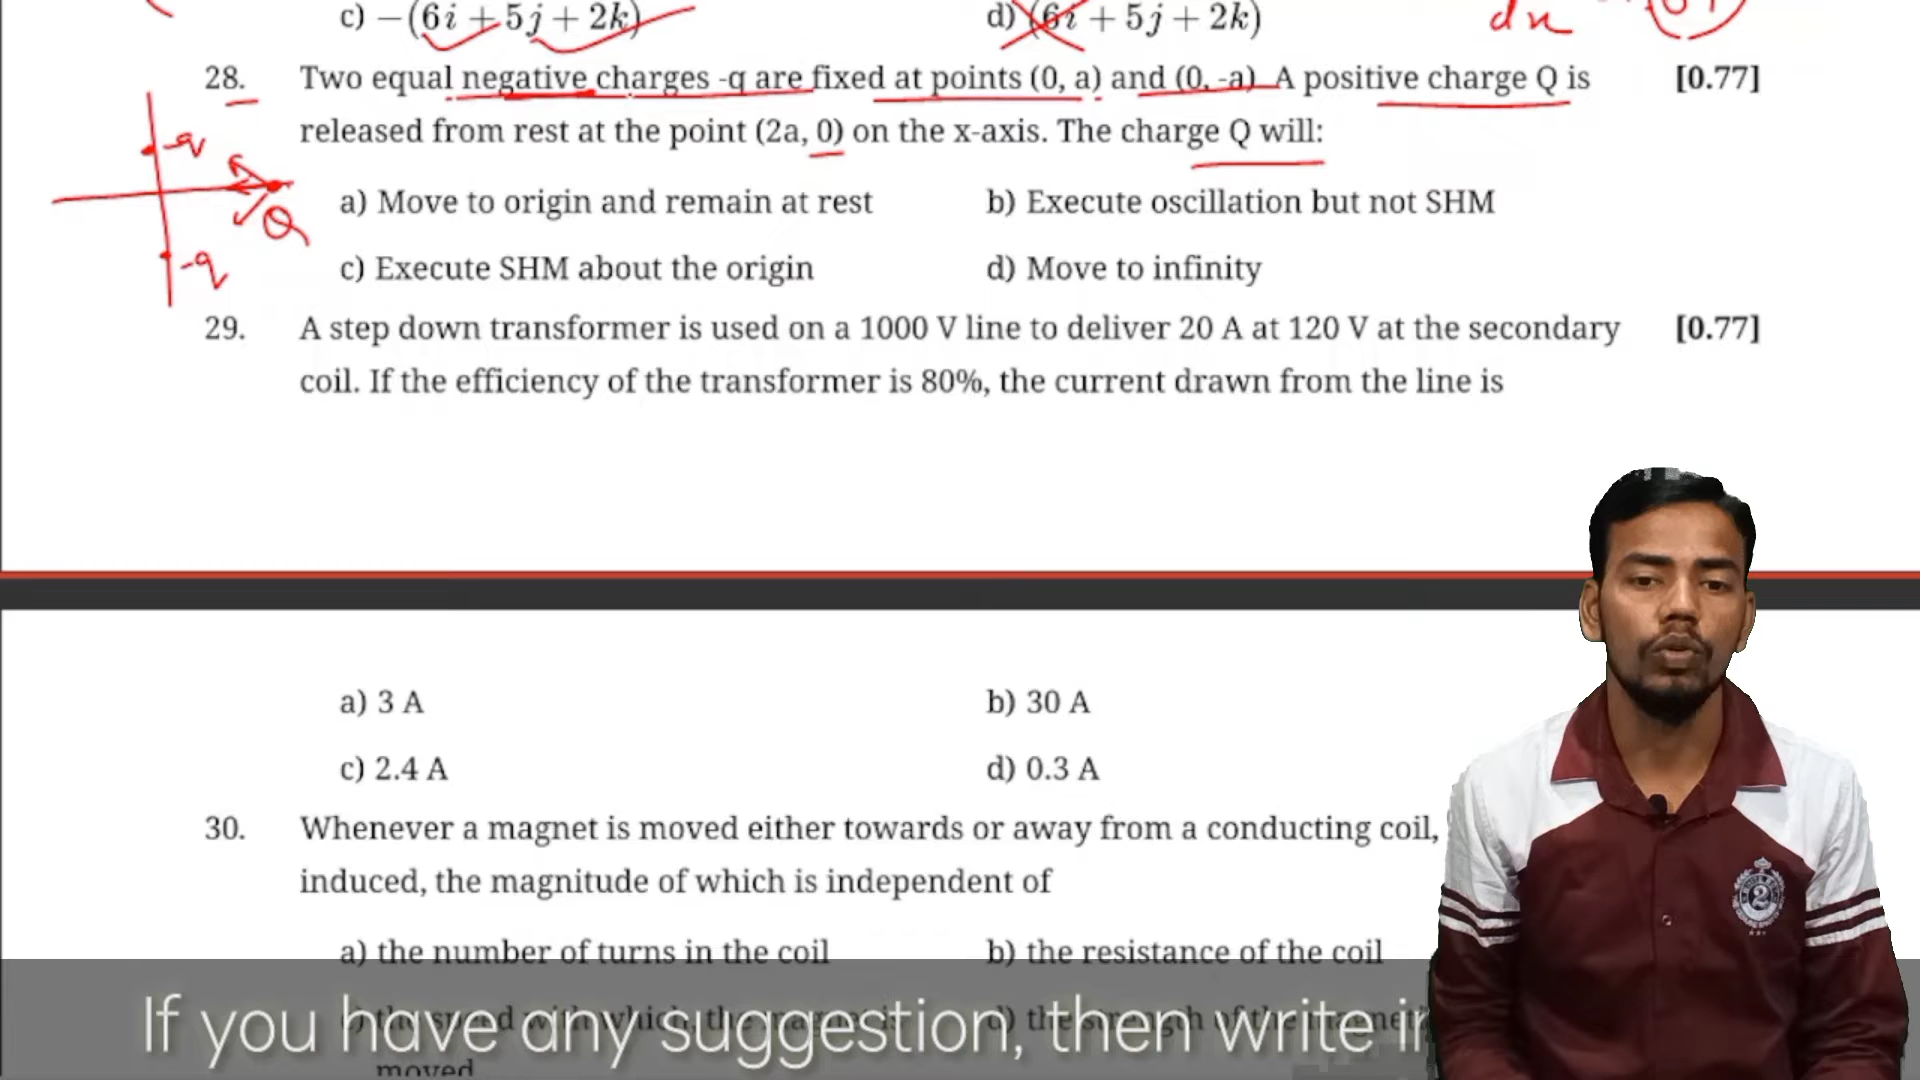 c) −(6i + 5j + 2k)
d) (6i + 5j + 2k)
dx
28. Two equal negative charges -q are fixed at points (0, a) and (0, -a) A positive charge Q is [0.77]
released from rest at the point (2a, 0) on the x-axis. The charge Q will:
-q
Q
-q
a) Move to origin and remain at rest
b) Execute oscillation but not SHM
c) Execute SHM about the origin
d) Move to infinity
29. A step down transformer is used on a 1000 V line to deliver 20 A at 120 V at the secondary [0.77]
coil. If the efficiency of the transformer is 80%, the current drawn from the line is
a) 3 A
b) 30 A
c) 2.4 A
d) 0.3 A
30. Whenever a magnet is moved either towards or away from a conducting coil,
induced, the magnitude of which is independent of
a) the number of turns in the coil
b) the resistance of the coil
If you have any suggestion, then write in
moved
2